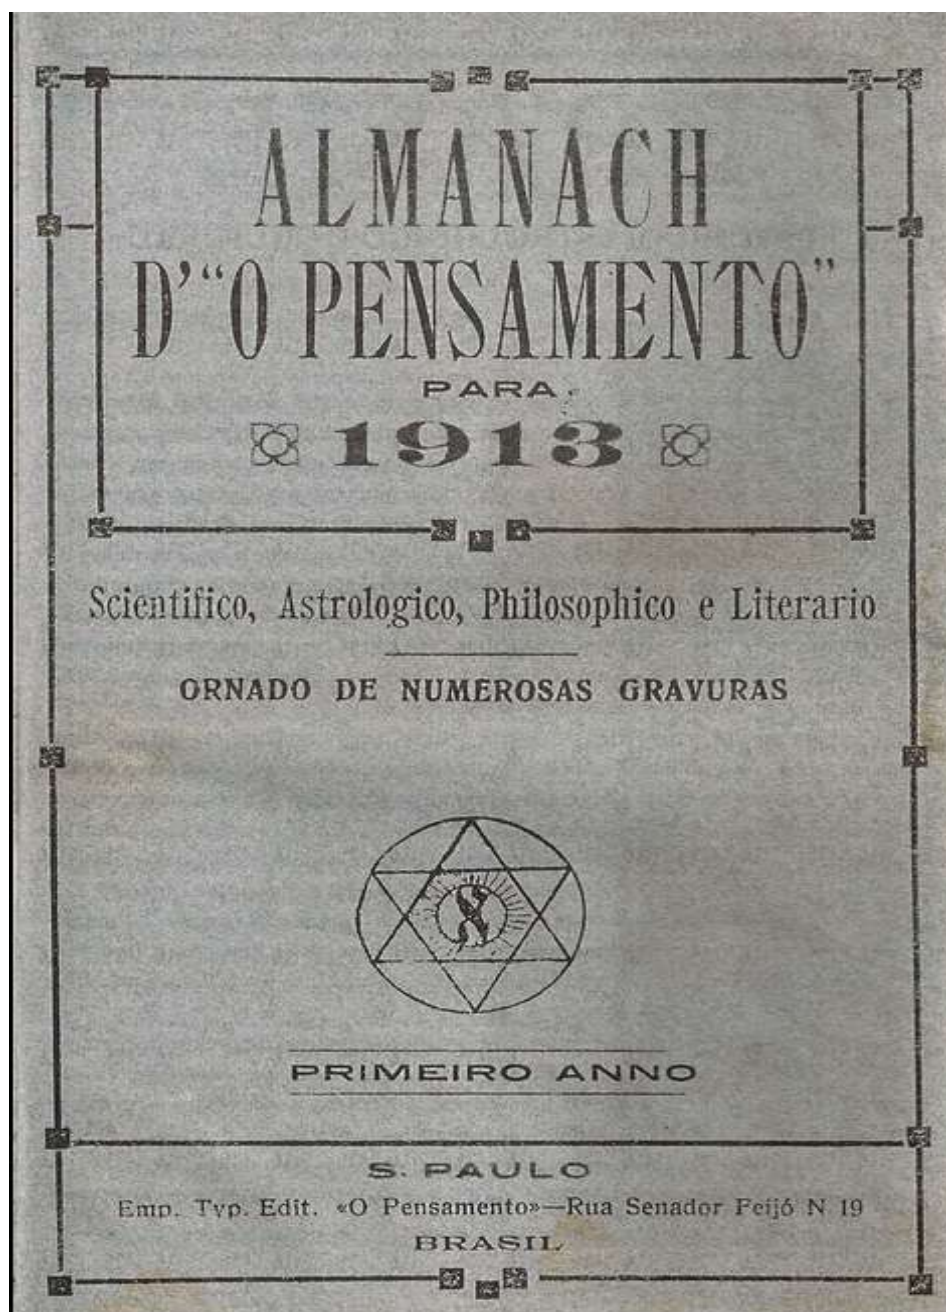 ALMANACH
D'"O PENSAMENTO"
PARA
1913
Scientifico, Astrologico, Philosophico e Literario
ORNADO DE NUMEROSAS GRAVURAS
א
PRIMEIRO ANNO
S. PAULO
Emp. Typ. Edit. «O Pensamento»—Rua Senador Feijó N 19
BRASIL